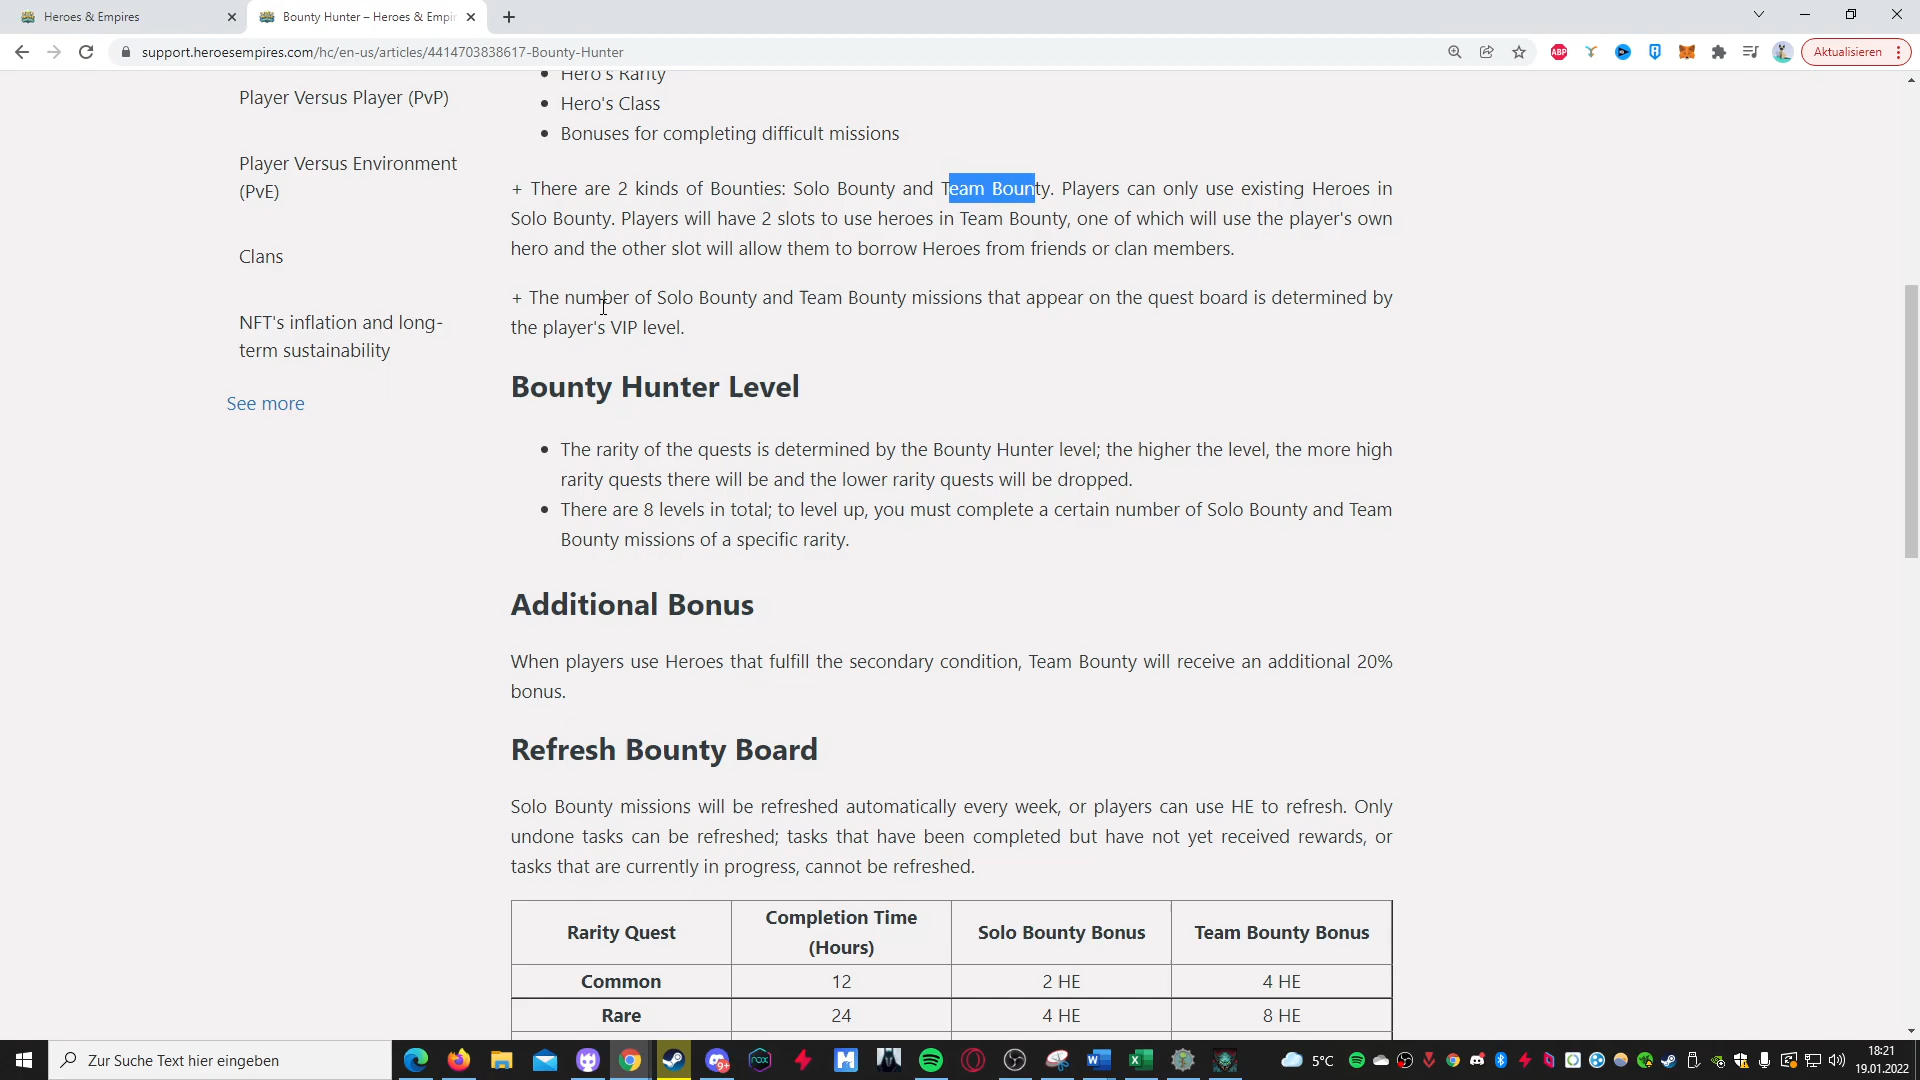 Heroes & Empires
Bounty Hunter – Heroes & Empir
support.heroesempires.com/hc/en-us/articles/4414703838617-Bounty-Hunter
ABP
Aktualisieren
Player Versus Player (PvP)
Player Versus Environment
(PvE)
Clans
NFT's inflation and long-
term sustainability
See more
Hero's Rarity
Hero's Class
Bonuses for completing difficult missions
+ There are 2 kinds of Bounties: Solo Bounty and Team Bounty. Players can only use existing Heroes in
Solo Bounty. Players will have 2 slots to use heroes in Team Bounty, one of which will use the player's own
hero and the other slot will allow them to borrow Heroes from friends or clan members.
+ The number of Solo Bounty and Team Bounty missions that appear on the quest board is determined by
the player's VIP level.
Bounty Hunter Level
The rarity of the quests is determined by the Bounty Hunter level; the higher the level, the more high
rarity quests there will be and the lower rarity quests will be dropped.
There are 8 levels in total; to level up, you must complete a certain number of Solo Bounty and Team
Bounty missions of a specific rarity.
Additional Bonus
When players use Heroes that fulfill the secondary condition, Team Bounty will receive an additional 20%
bonus.
Refresh Bounty Board
Solo Bounty missions will be refreshed automatically every week, or players can use HE to refresh. Only
undone tasks can be refreshed; tasks that have been completed but have not yet received rewards, or
tasks that are currently in progress, cannot be refreshed.
Rarity Quest Completion Time (Hours) Solo Bounty Bonus Team Bounty Bonus
Common 12 2 HE 4 HE
Rare 24 4 HE 8 HE
Zur Suche Text hier eingeben
5°C
18:21
19.01.2022